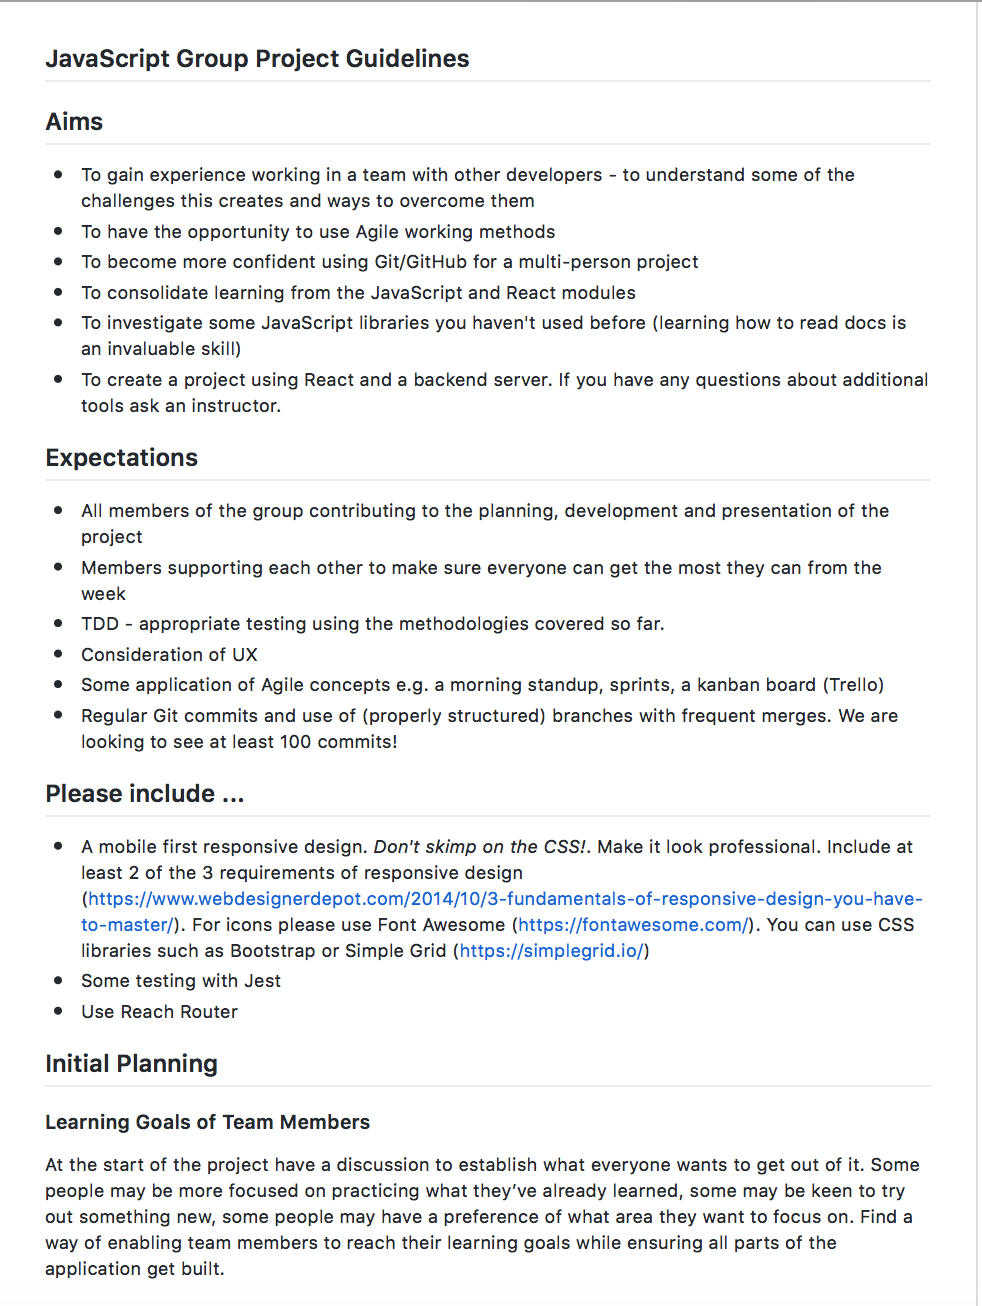 JavaScript Group Project Guidelines
Aims
To gain experience working in a team with other developers - to understand some of the
challenges this creates and ways to overcome them
To have the opportunity to use Agile working methods
To become more confident using Git/GitHub for a multi-person project
To consolidate learning from the JavaScript and React modules
To investigate some JavaScript libraries you haven't used before (learning how to read docs is
an invaluable skill)
To create a project using React and a backend server. If you have any questions about additional
tools ask an instructor.
Expectations
All members of the group contributing to the planning, development and presentation of the
project
Members supporting each other to make sure everyone can get the most they can from the
week
TDD - appropriate testing using the methodologies covered so far.
Consideration of UX
Some application of Agile concepts e.g. a morning standup, sprints, a kanban board (Trello)
Regular Git commits and use of (properly structured) branches with frequent merges. We are
looking to see at least 100 commits!
Please include ...
A mobile first responsive design. Don't skimp on the CSS!. Make it look professional. Include at
least 2 of the 3 requirements of responsive design
(https://www.webdesignerdepot.com/2014/10/3-fundamentals-of-responsive-design-you-have-
to-master/). For icons please use Font Awesome (https://fontawesome.com/). You can use CSS
libraries such as Bootstrap or Simple Grid (https://simplegrid.io/)
Some testing with Jest
Use Reach Router
Initial Planning
Learning Goals of Team Members
At the start of the project have a discussion to establish what everyone wants to get out of it. Some
people may be more focused on practicing what they’ve already learned, some may be keen to try
out something new, some people may have a preference of what area they want to focus on. Find a
way of enabling team members to reach their learning goals while ensuring all parts of the
application get built.